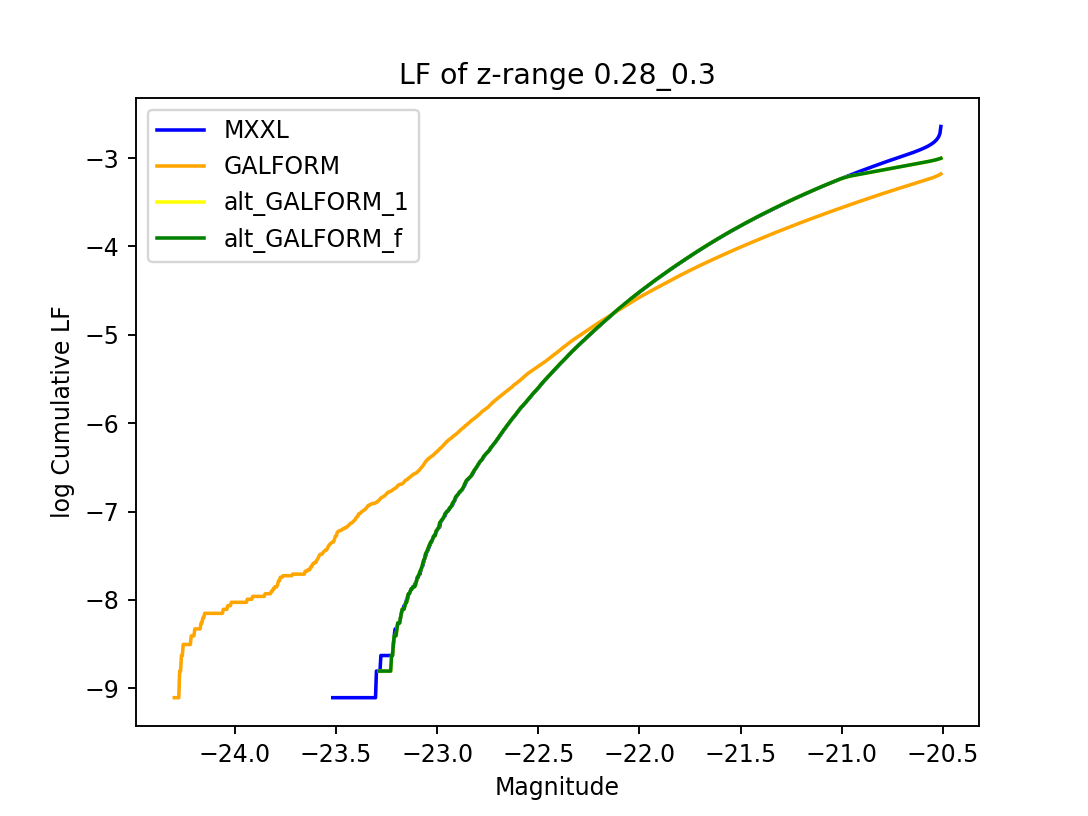 LF of z-range 0.28_0.3
MXXL
GALFORM
alt_GALFORM_1
alt_GALFORM_f
log Cumulative LF
−3
−4
−5
−6
−7
−8
−9
−24.0 −23.5 −23.0 −22.5 −22.0 −21.5 −21.0 −20.5
Magnitude